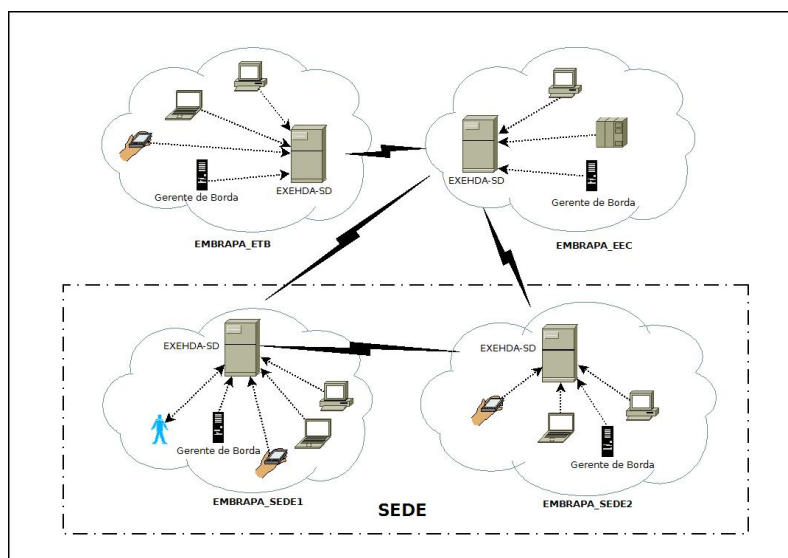 EXEHDA-SD
Gerente de Borda
EMBRAPA_ETB
EXEHDA-SD
Gerente de Borda
EMBRAPA_EEC
EXEHDA-SD
Gerente de Borda
EMBRAPA_SEDE1
EXEHDA-SD
Gerente de Borda
EMBRAPA_SEDE2
SEDE